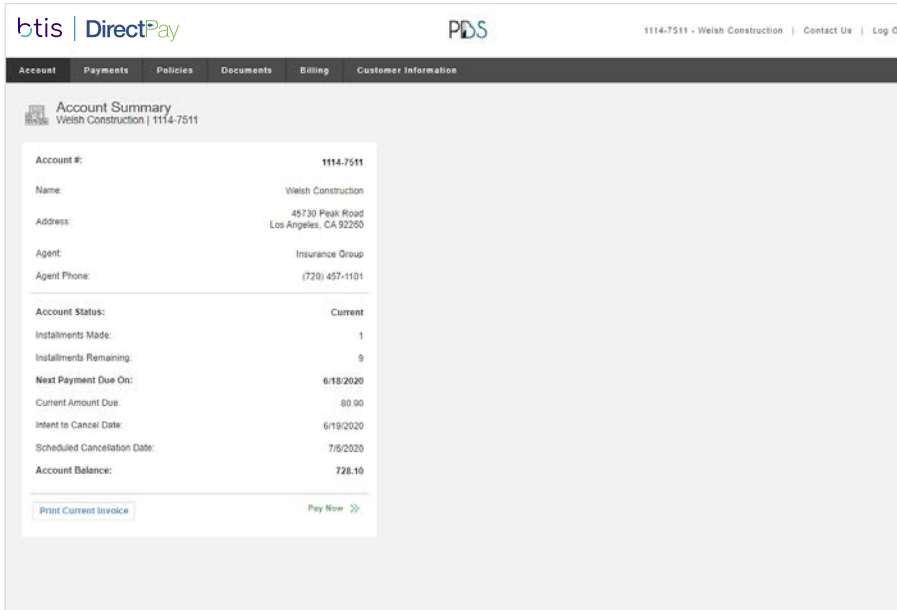 btis | DirectPay
PDS
1114-7511 - Welsh Construction | Contact Us | Log
Account Payments Policies Documents Billing Customer Information
Account Summary
Welsh Construction | 1114-7511
Account #: 1114-7511
Name: Welsh Construction
Address: 45730 Peak Road
Los Angeles, CA 92260
Agent: Insurance Group
Agent Phone: (720) 457-1101
Account Status: Current
Installments Made: 1
Installments Remaining: 9
Next Payment Due On: 6/18/2020
Current Amount Due: 80.90
Intent to Cancel Date: 6/19/2020
Scheduled Cancellation Date: 7/6/2020
Account Balance: 728.10
Print Current Invoice Pay Now